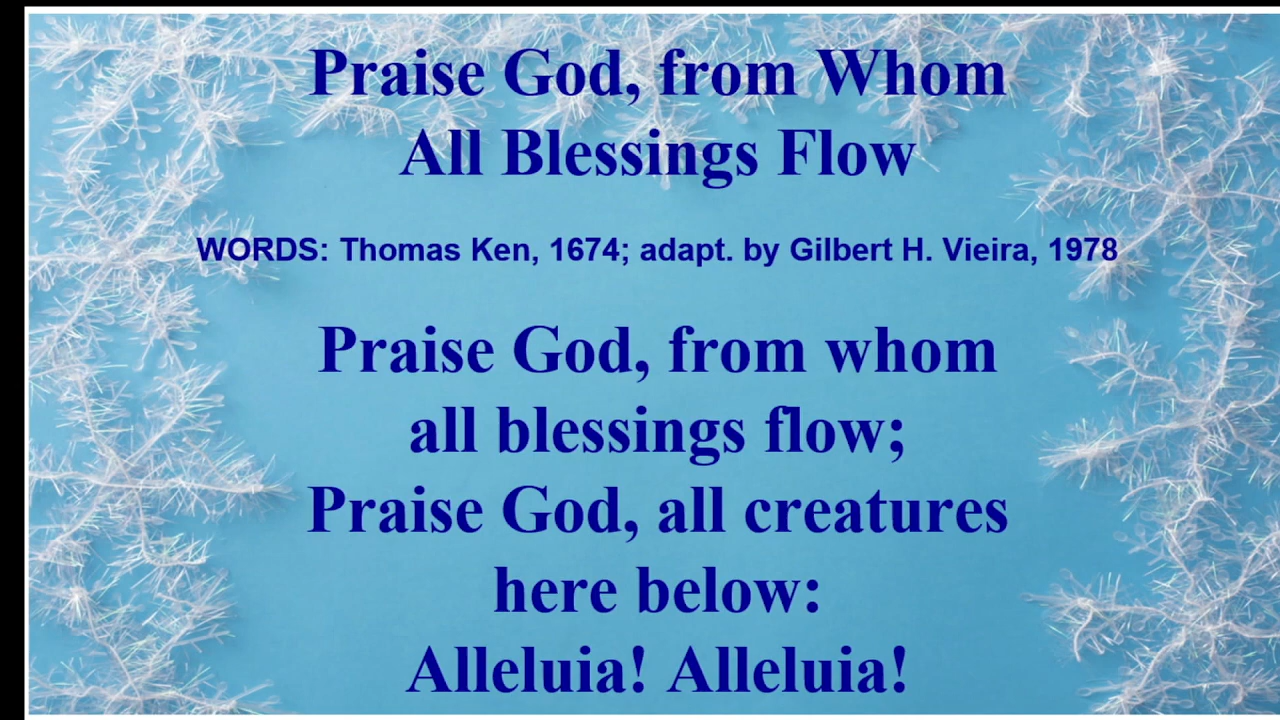 Praise God, from Whom
All Blessings Flow
WORDS: Thomas Ken, 1674; adapt. by Gilbert H. Vieira, 1978
Praise God, from whom
all blessings flow;
Praise God, all creatures
here below:
Alleluia! Alleluia!